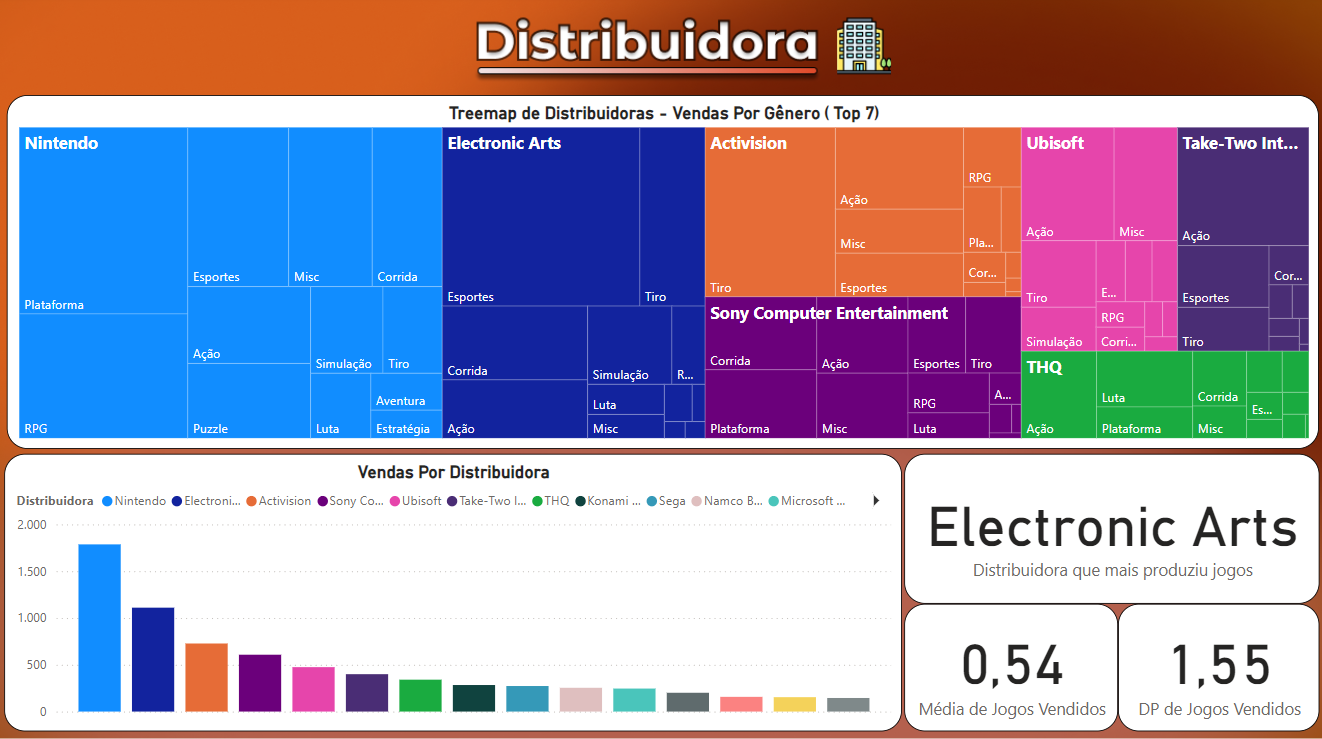 Distribuidora
Treemap de Distribuidoras - Vendas Por Gênero ( Top 7)
Nintendo
Plataforma
RPG
Esportes
Misc
Corrida
Ação
Puzzle
Simulação
Tiro
Luta
Aventura
Estratégia
Electronic Arts
Esportes
Tiro
Corrida
Ação
Simulação
R...
Luta
Misc
Activision
Tiro
Ação
Misc
Esportes
RPG
Pla...
Cor...
Sony Computer Entertainment
Corrida
Plataforma
Ação
Misc
Esportes
Tiro
RPG
A...
Luta
Ubisoft
Ação
Misc
Tiro
Simulação
E...
RPG
Corri...
Take-Two Int...
Ação
Esportes
Tiro
Cor...
THQ
Ação
Luta
Plataforma
Corrida
Misc
Es...
Vendas Por Distribuidora
Distribuidora Nintendo Electroni... Activision Sony Co... Ubisoft Take-Two I... THQ Konami ... Sega Namco B... Microsoft ...
2.000
1.500
1.000
500
0
Electronic Arts
Distribuidora que mais produziu jogos
0,54
Média de Jogos Vendidos
1,55
DP de Jogos Vendidos